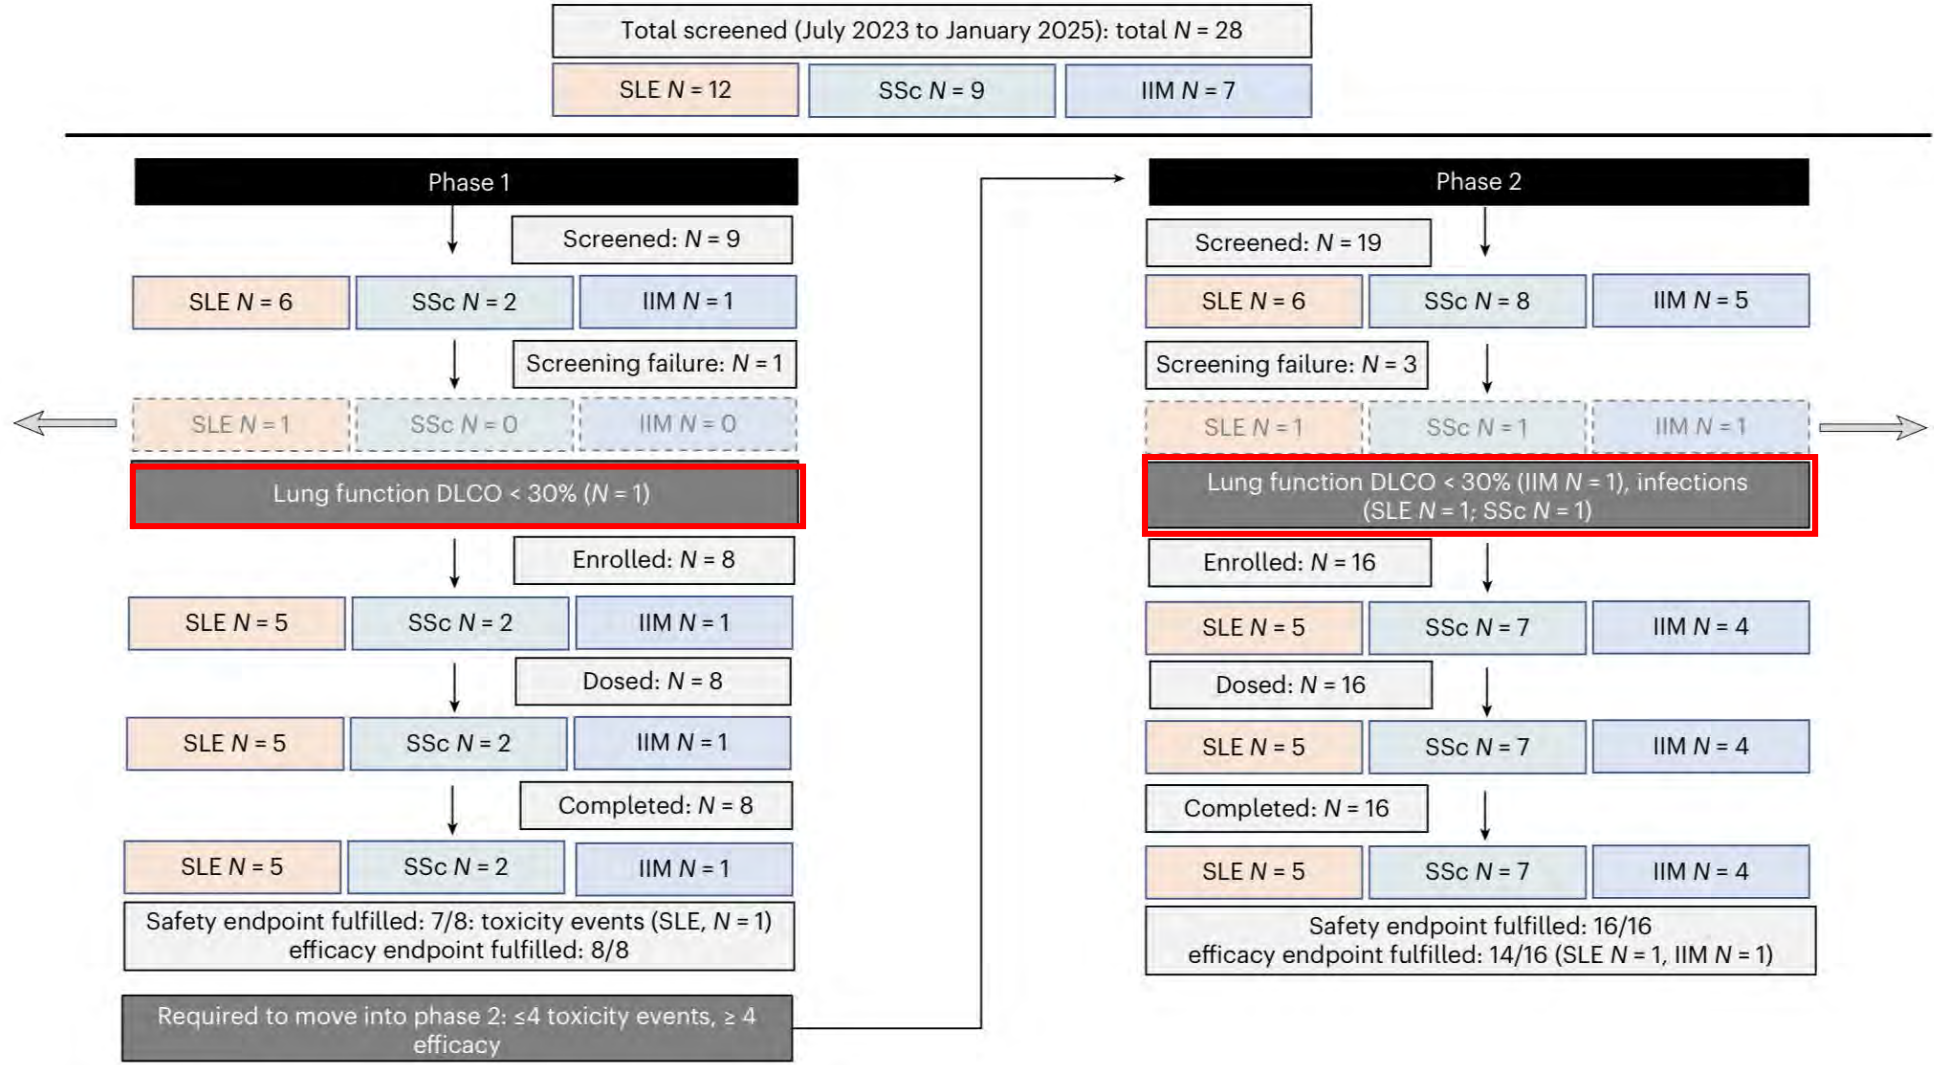 Total screened (July 2023 to January 2025): total N = 28
SLE N = 12
SSc N = 9
IIM N = 7
Phase 1
Screened: N = 9
SLE N = 6
SSc N = 2
IIM N = 1
Screening failure: N = 1
SLE N = 1
SSc N = 0
IIM N = 0
Lung function DLCO < 30% (N = 1)
Enrolled: N = 8
SLE N = 5
SSc N = 2
IIM N = 1
Dosed: N = 8
SLE N = 5
SSc N = 2
IIM N = 1
Completed: N = 8
SLE N = 5
SSc N = 2
IIM N = 1
Safety endpoint fulfilled: 7/8: toxicity events (SLE, N = 1)
efficacy endpoint fulfilled: 8/8
Required to move into phase 2: ≤4 toxicity events, ≥ 4
efficacy
Phase 2
Screened: N = 19
SLE N = 6
SSc N = 8
IIM N = 5
Screening failure: N = 3
SLE N = 1
SSc N = 1
IIM N = 1
Lung function DLCO < 30% (IIM N = 1), infections
(SLE N = 1; SSc N = 1)
Enrolled: N = 16
SLE N = 5
SSc N = 7
IIM N = 4
Dosed: N = 16
SLE N = 5
SSc N = 7
IIM N = 4
Completed: N = 16
SLE N = 5
SSc N = 7
IIM N = 4
Safety endpoint fulfilled: 16/16
efficacy endpoint fulfilled: 14/16 (SLE N = 1, IIM N = 1)